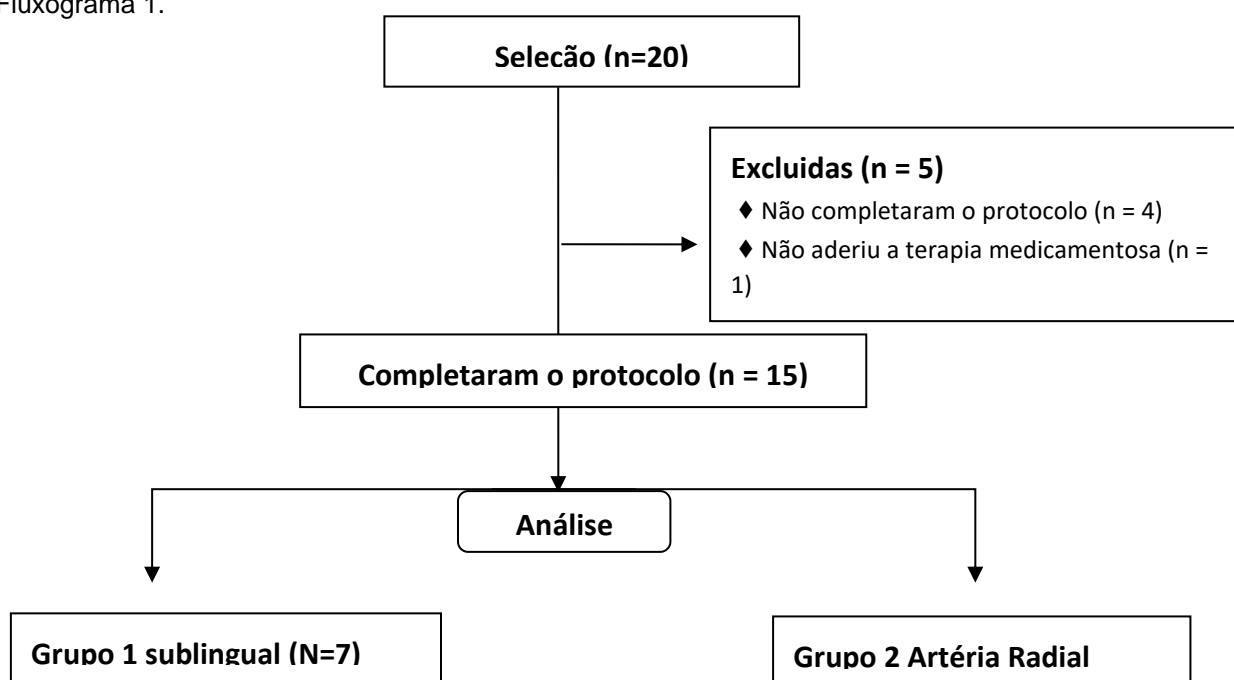 Fluxograma 1.
Seleção (n=20)
Excluidas (n = 5)
♦ Não completaram o protocolo (n = 4)
♦ Não aderiu a terapia medicamentosa (n =
1)
Completaram o protocolo (n = 15)
Análise
Grupo 1 sublingual (N=7)
Grupo 2 Artéria Radial